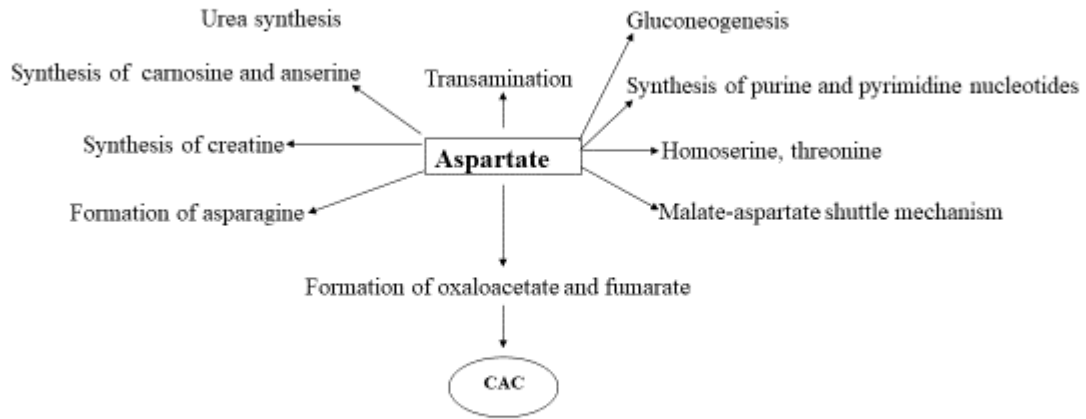 Urea synthesis
Gluconeogenesis
Synthesis of carnosine and anserine
Transamination
Synthesis of purine and pyrimidine nucleotides
Synthesis of creatine
Aspartate
Homoserine, threonine
Formation of asparagine
Malate-aspartate shuttle mechanism
Formation of oxaloacetate and fumarate
CAC